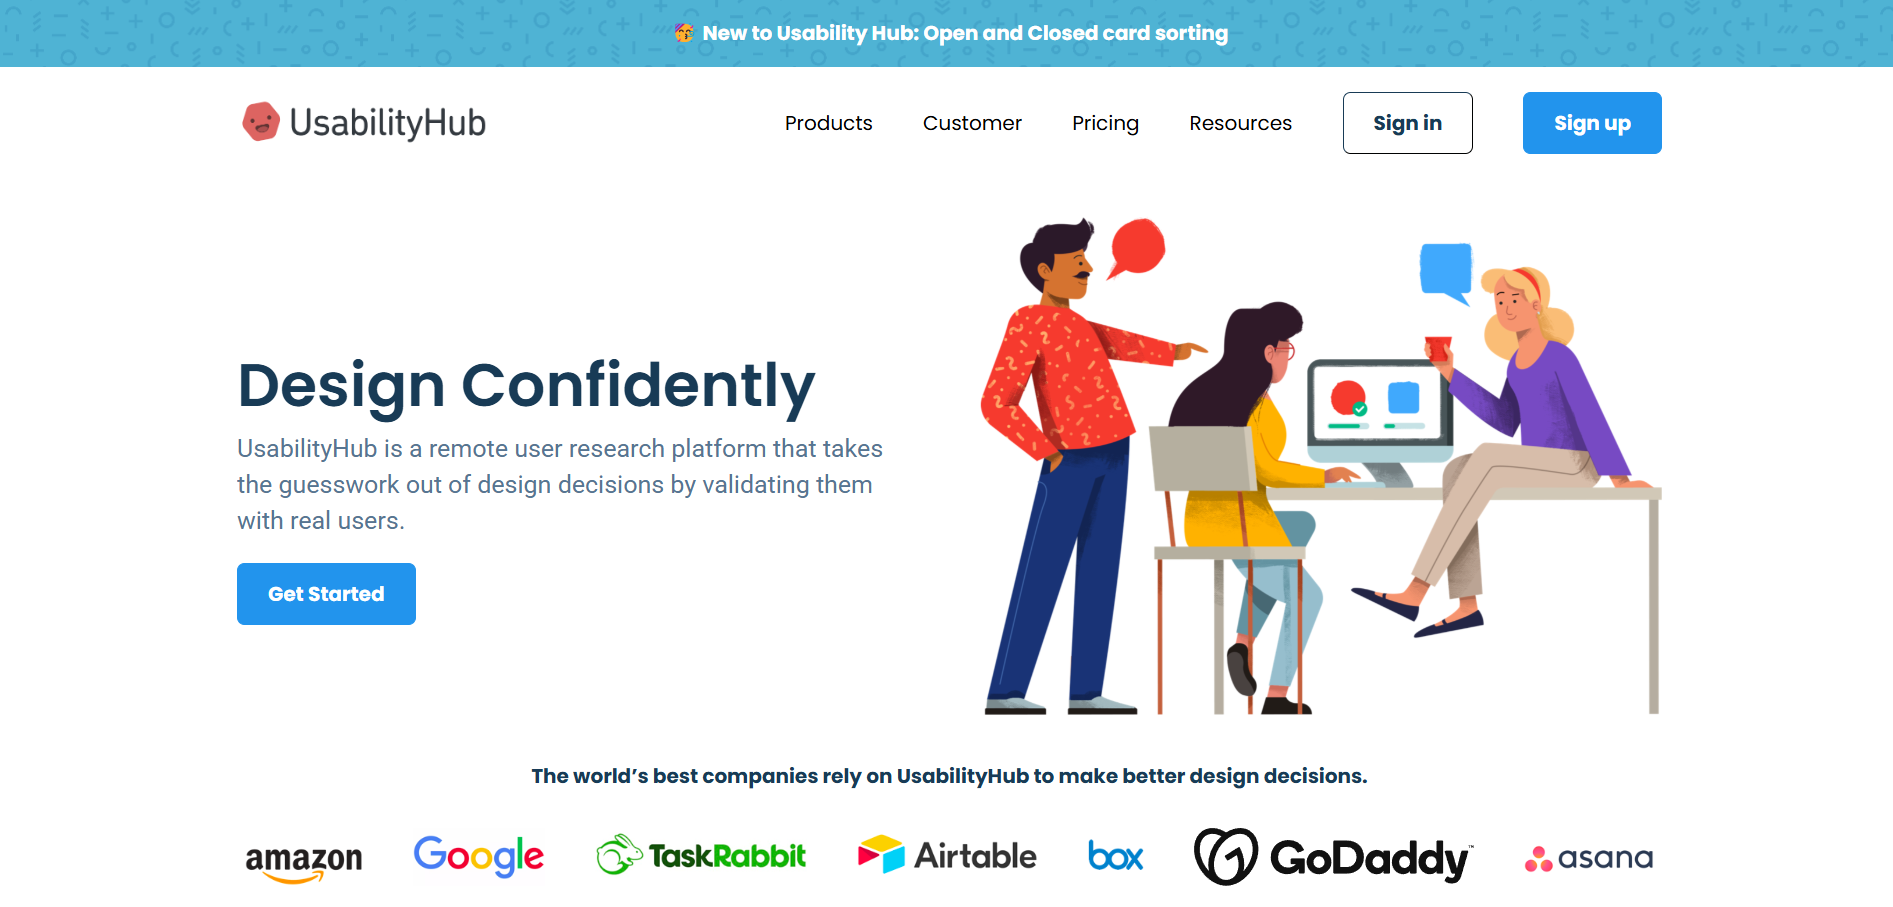 🥳 New to Usability Hub: Open and Closed card sorting
UsabilityHub
Products
Customer
Pricing
Resources
Sign in
Sign up
Design Confidently
UsabilityHub is a remote user research platform that takes
the guesswork out of design decisions by validating them
with real users.
Get Started
The world’s best companies rely on UsabilityHub to make better design decisions.
amazon
Google
TaskRabbit
Airtable
box
GoDaddy™
asana